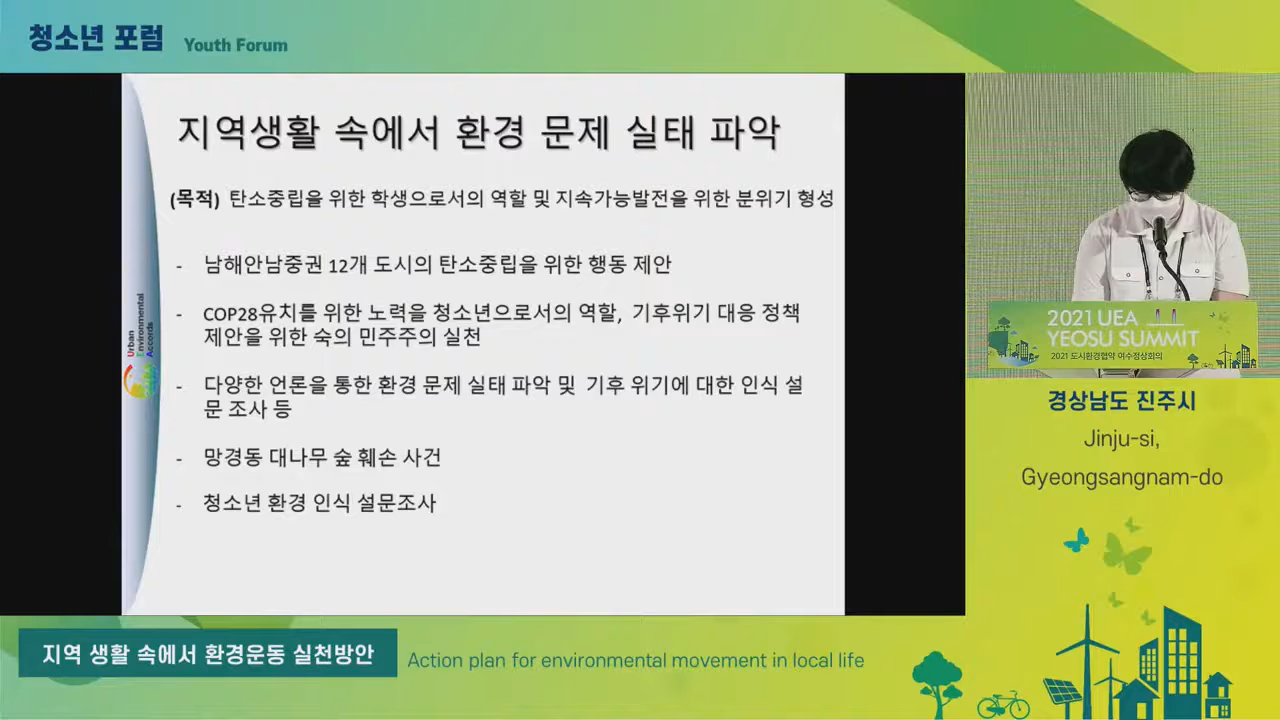 청소년 포럼 Youth Forum
지역생활 속에서 환경 문제 실태 파악
(목적) 탄소중립을 위한 학생으로서의 역할 및 지속가능발전을 위한 분위기 형성
- 남해안남중권 12개 도시의 탄소중립을 위한 행동 제안
- COP28유치를 위한 노력을 청소년으로서의 역할, 기후위기 대응 정책
제안을 위한 숙의 민주주의 실천
- 다양한 언론을 통한 환경 문제 실태 파악 및 기후 위기에 대한 인식 설
문 조사 등
- 망경동 대나무 숲 훼손 사건
- 청소년 환경 인식 설문조사
Urban
Environmental
Accords
2021 UEA
YEOSU SUMMIT
2021 도시환경협약 여수정상회의
경상남도 진주시
Jinju-si,
Gyeongsangnam-do
지역 생활 속에서 환경운동 실천방안
Action plan for environmental movement in local life